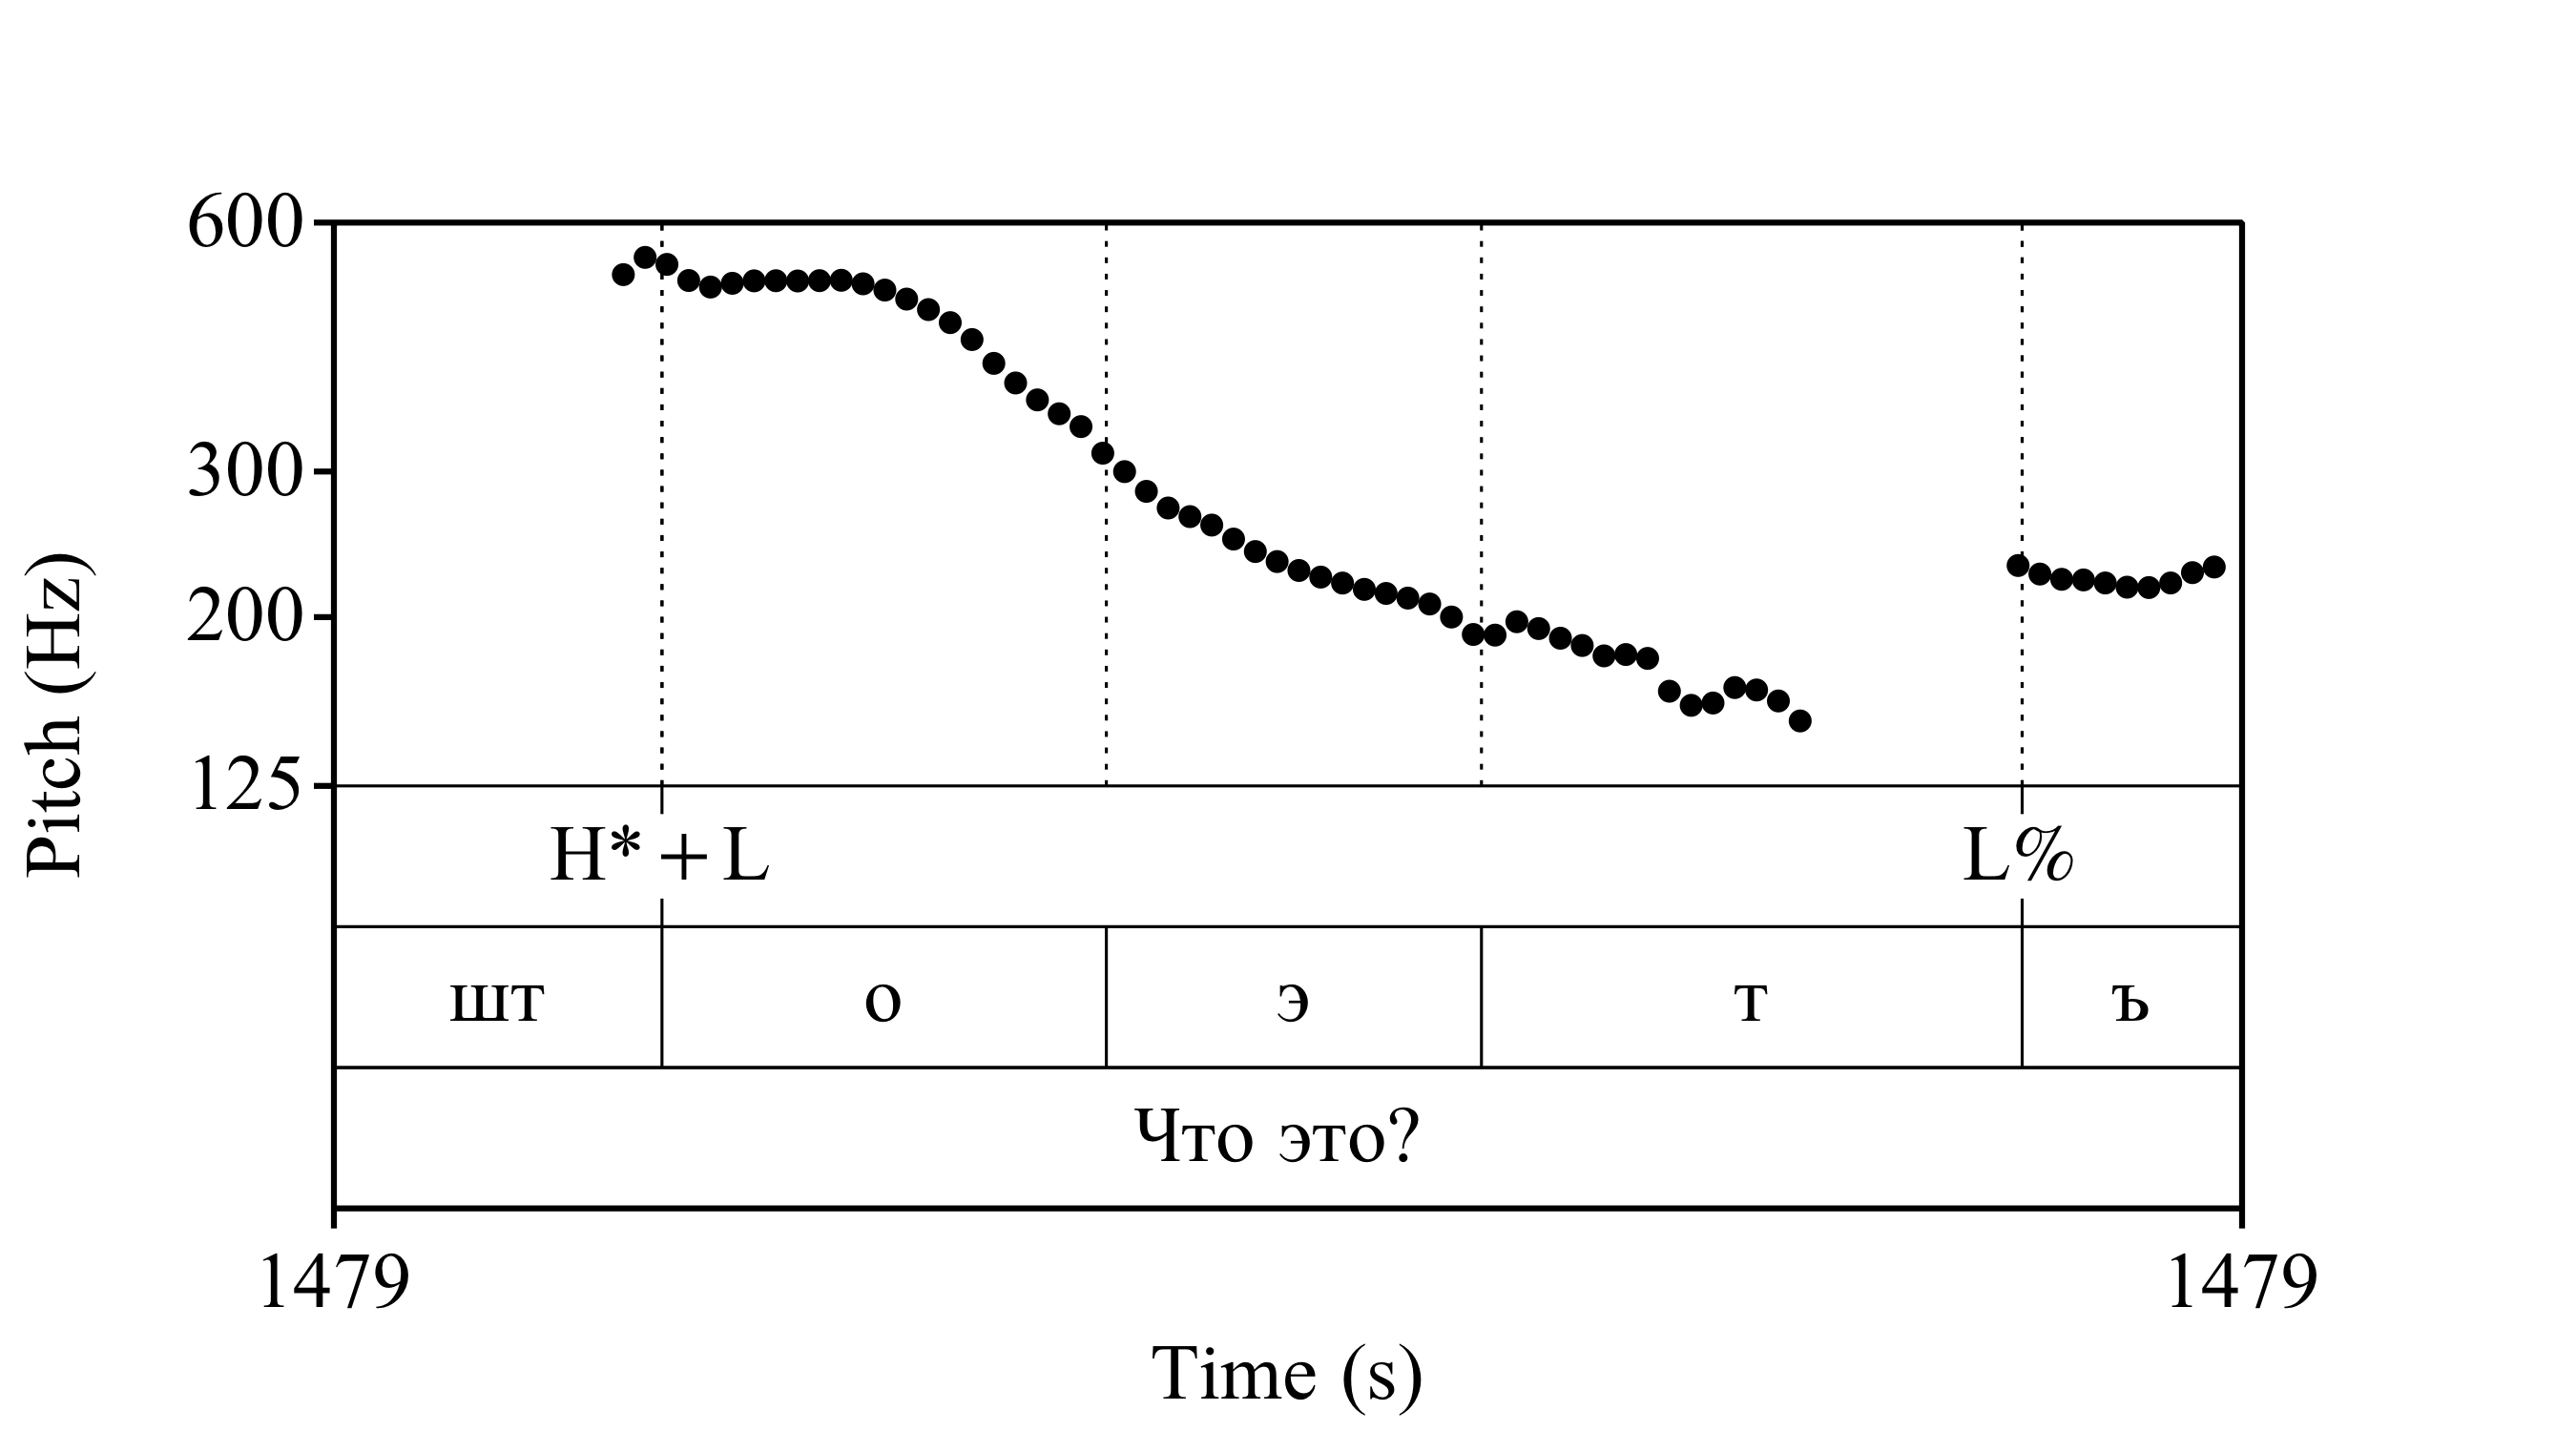 600
300
200
125
Pitch (Hz)
H*+L L%
шт о э т ъ
Что это?
1479 1479
Time (s)